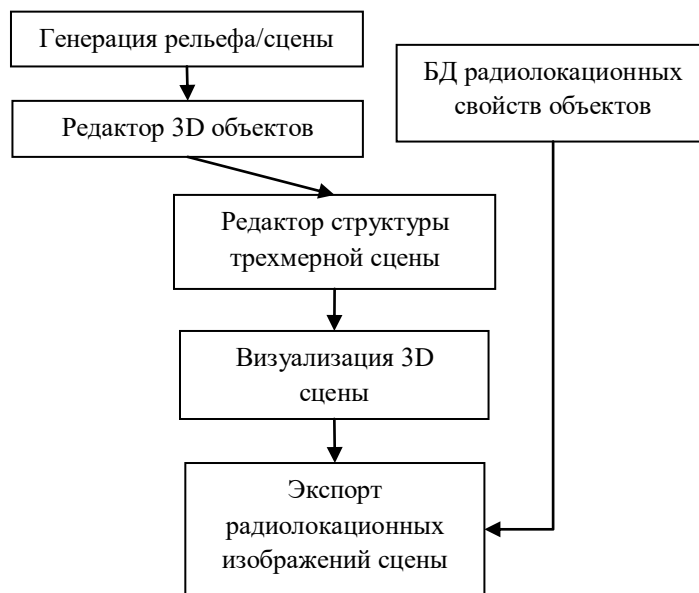 Генерация рельефа/сцены
БД радиолокационных
свойств объектов
Редактор 3D объектов
Редактор структуры
трехмерной сцены
Визуализация 3D
сцены
Экспорт
радиолокационных
изображений сцены